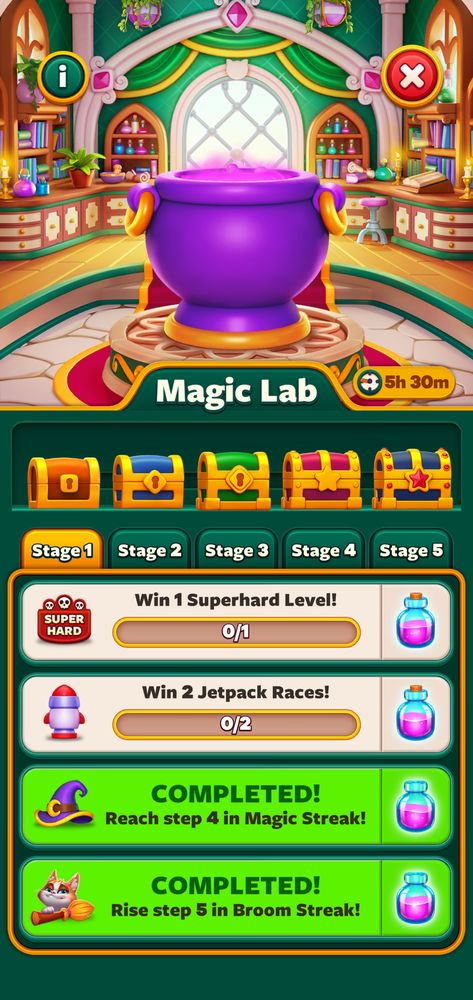 i
Magic Lab
5h 30m
Stage 1
Stage 2
Stage 3
Stage 4
Stage 5
SUPER
HARD
Win 1 Superhard Level!
0/1
Win 2 Jetpack Races!
0/2
COMPLETED!
Reach step 4 in Magic Streak!
COMPLETED!
Rise step 5 in Broom Streak!